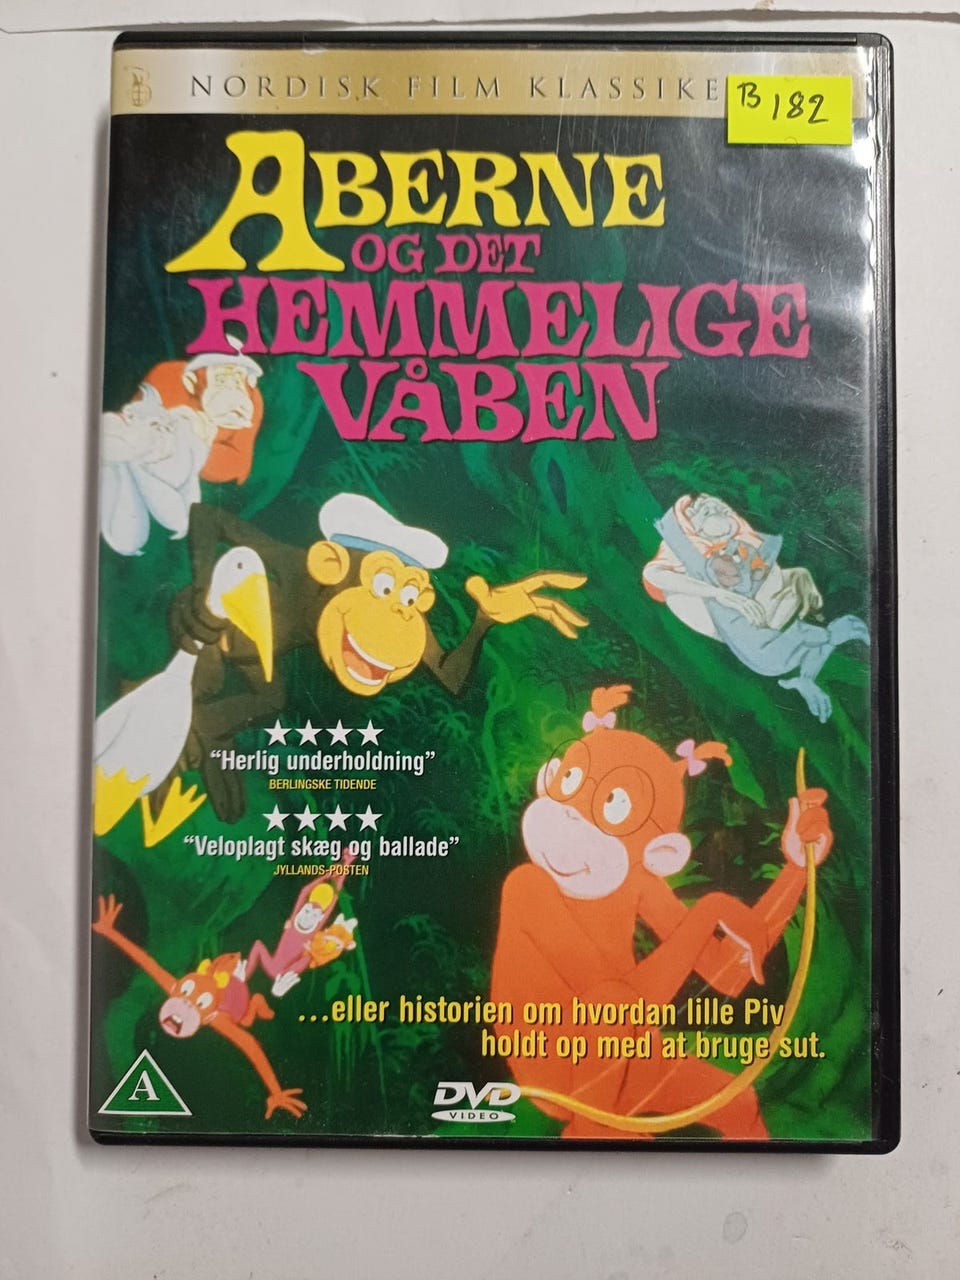 NORDISK FILM KLASSIKE
B 182
ABERNE
OG DET
HEMMELIGE
VÅBEN
“Herlig underholdning”
BERLINGSKE TIDENDE
“Veloplagt skæg og ballade”
JYLLANDS-POSTEN
...eller historien om hvordan lille Piv
holdt op med at bruge sut.
A
DVD
VIDEO